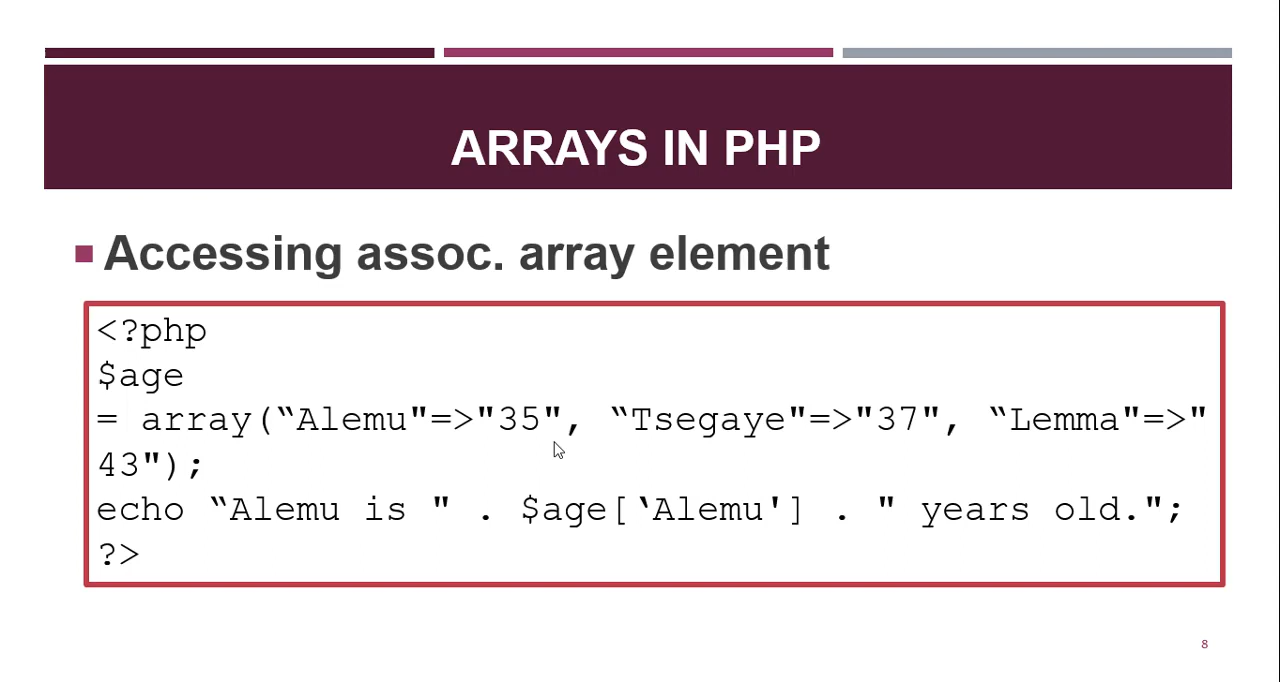 ARRAYS IN PHP
Accessing assoc. array element
<?php
$age
= array(“Alemu"=>"35", “Tsegaye"=>"37", “Lemma"=>"
43");
echo “Alemu is " . $age[‘Alemu'] . " years old.";
?>
8